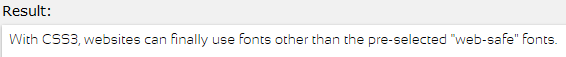 Result:
With CSS3, websites can finally use fonts other than the pre-selected "web-safe" fonts.